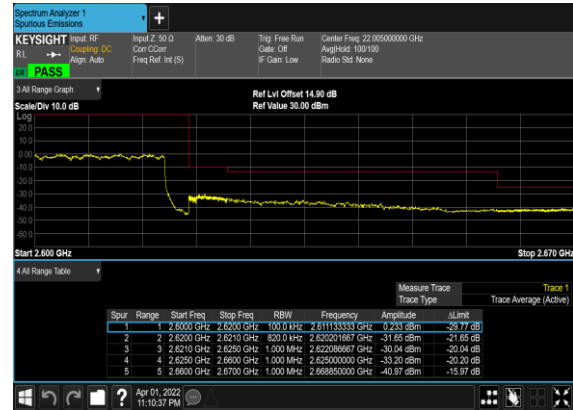 Spectrum Analyzer 1
Spurious Emissions
+
KEYSIGHT Input: RF Input Z: 50 Ω Atten: 30 dB Trig: Free Run Center Freq: 22.005000000 GHz
RL Coupling: DC Corr CCorr Gate: Off Avg|Hold: 100/100
Align: Auto Freq Ref: Int (S) IF Gain: Low Radio Std: None
PASS
3 All Range Graph
Ref Lvl Offset 14.90 dB
Scale/Div 10.0 dB Ref Value 30.00 dBm
Log
20.0
10.0
0.00
-10.0
-20.0
-30.0
-40.0
-50.0
-60.0
Start 2.600 GHz Stop 2.670 GHz
4 All Range Table
Measure Trace Trace 1
Trace Type Trace Average (Active)
Spur Range Start Freq Stop Freq RBW Frequency Amplitude ΔLimit
1 1 2.6000 GHz 2.6200 GHz 100.0 kHz 2.611133333 GHz 0.233 dBm -29.77 dB
2 2 2.6200 GHz 2.6210 GHz 820.0 kHz 2.620201667 GHz -31.65 dBm -21.65 dB
3 3 2.6210 GHz 2.6250 GHz 1.000 MHz 2.622086667 GHz -30.04 dBm -20.04 dB
4 4 2.6250 GHz 2.6600 GHz 1.000 MHz 2.625000000 GHz -33.20 dBm -20.20 dB
5 5 2.6600 GHz 2.6700 GHz 1.000 MHz 2.668850000 GHz -40.97 dBm -15.97 dB
?
Apr 01, 2022
11:10:37 PM